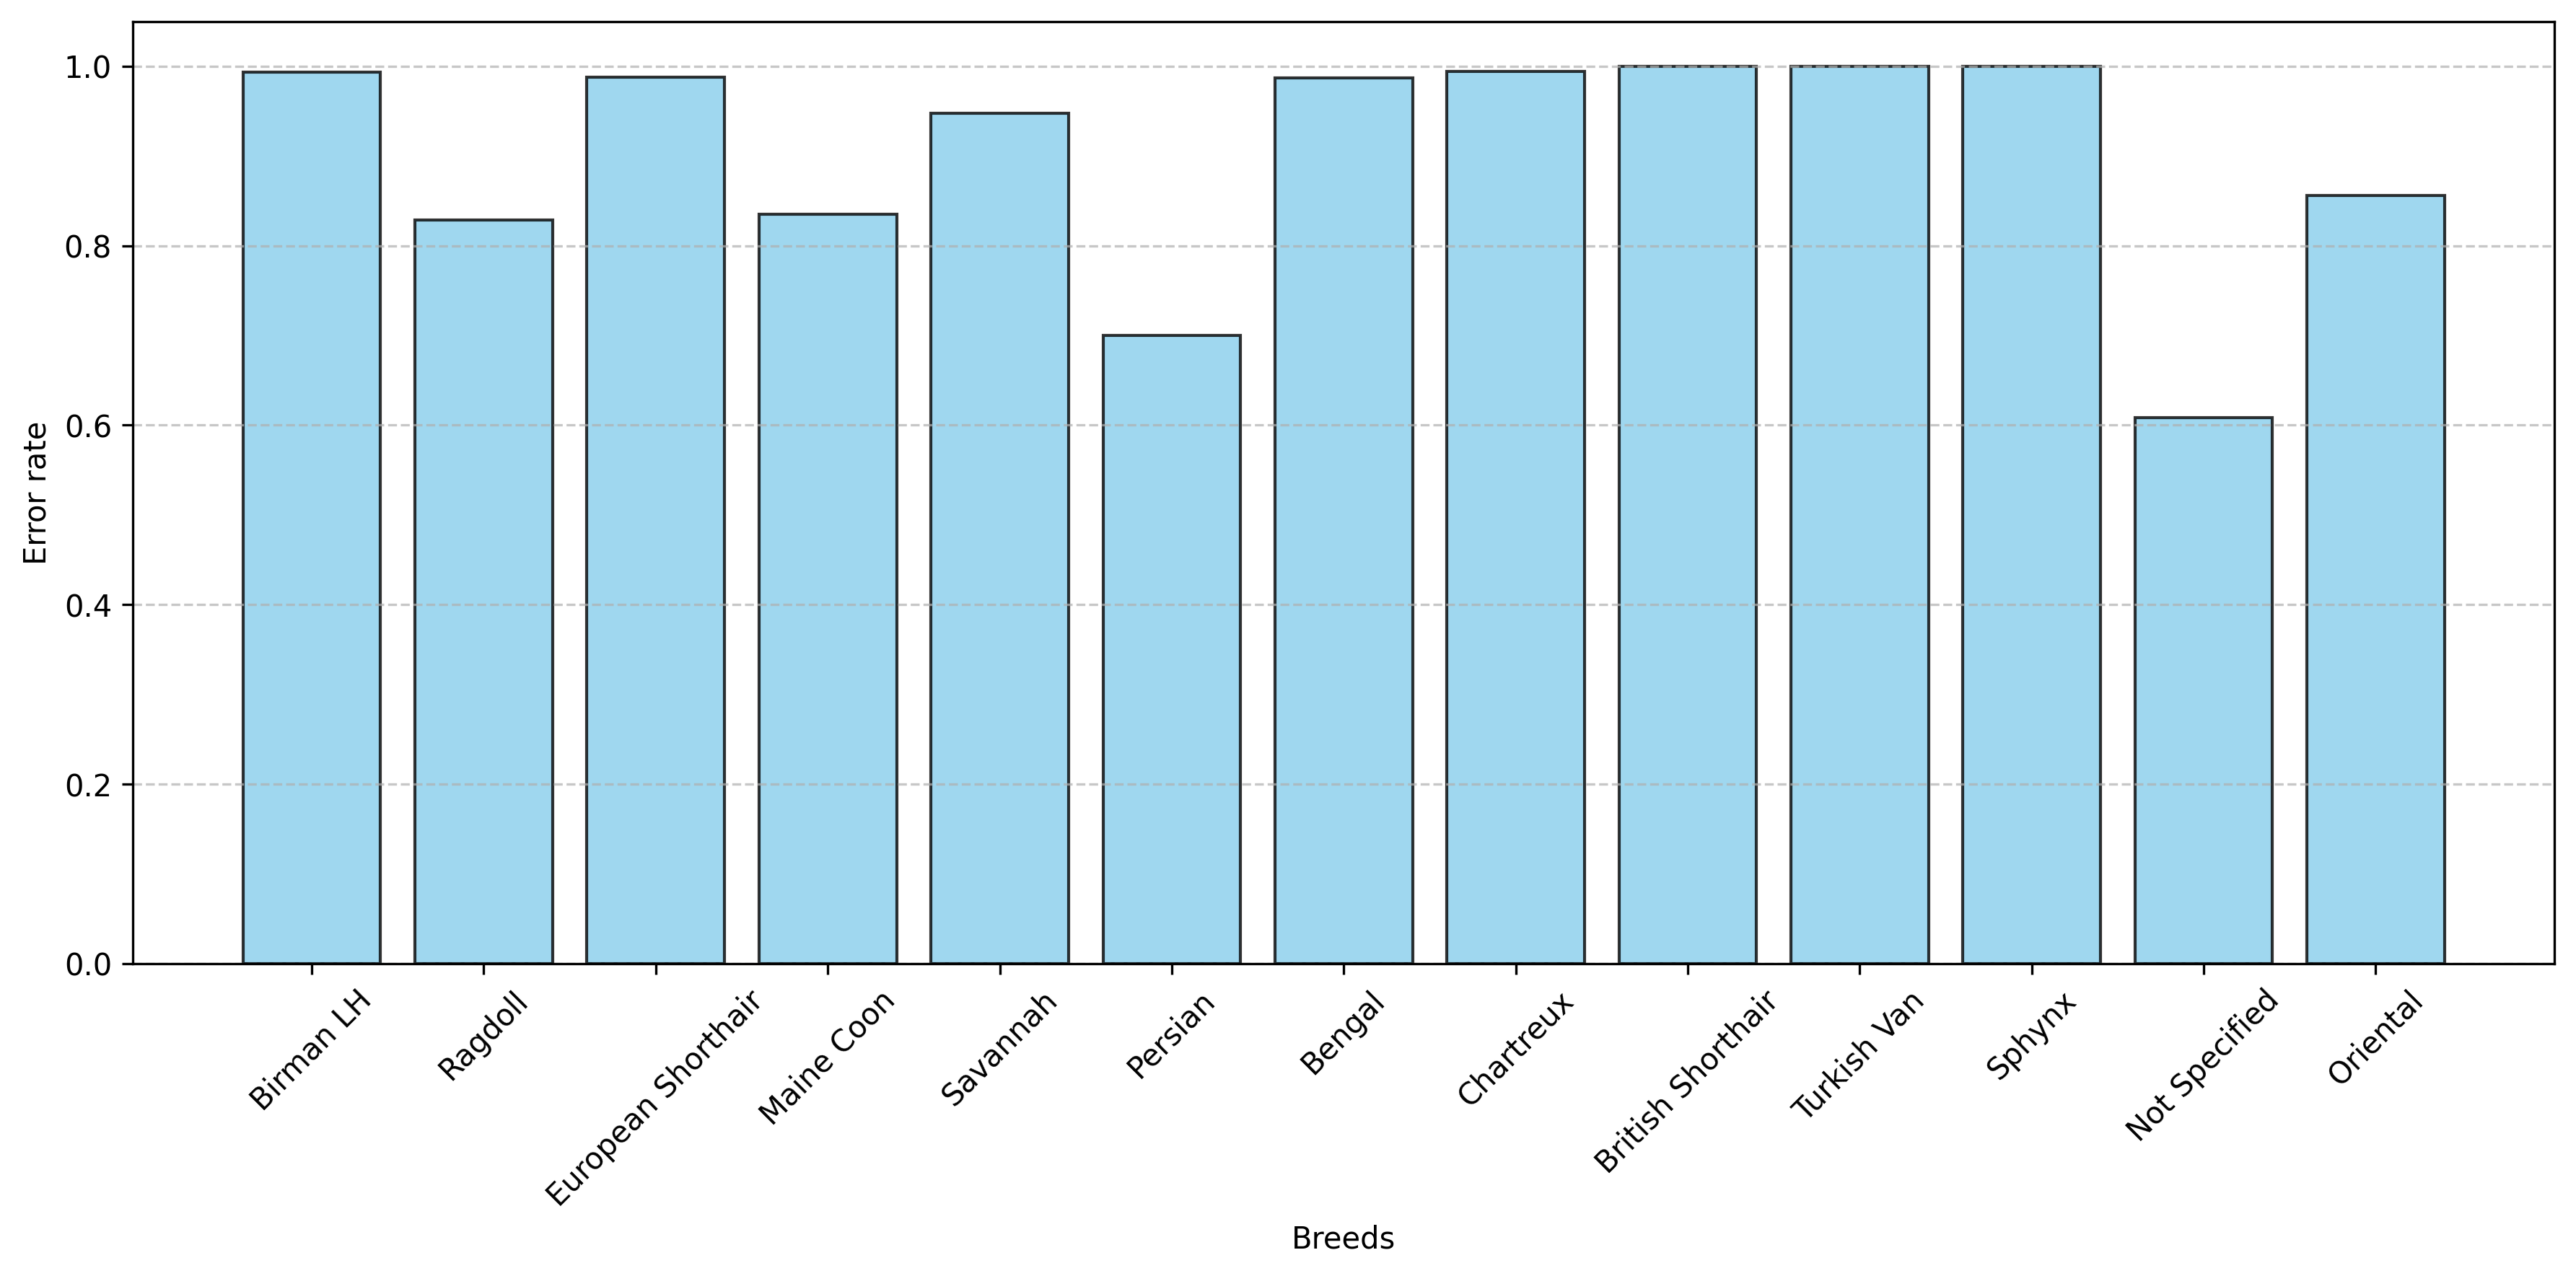 Error rate
1.0
0.8
0.6
0.4
0.2
0.0
Birman LH
Ragdoll
European Shorthair
Maine Coon
Savannah
Persian
Bengal
Chartreux
British Shorthair
Turkish Van
Sphynx
Not Specified
Oriental
Breeds